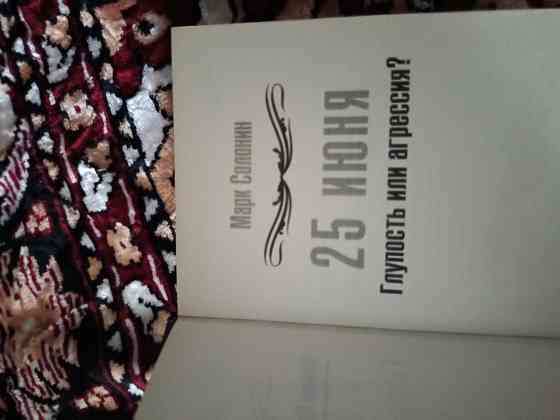 Марк Солонин
25 ИЮНЯ
Глупость или агрессия?